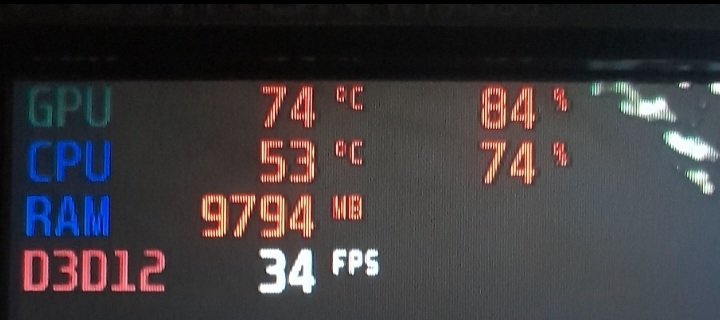 GPU 74 °C 84 %
CPU 53 °C 74 %
RAM 9794 MB
D3D12 34 FPS